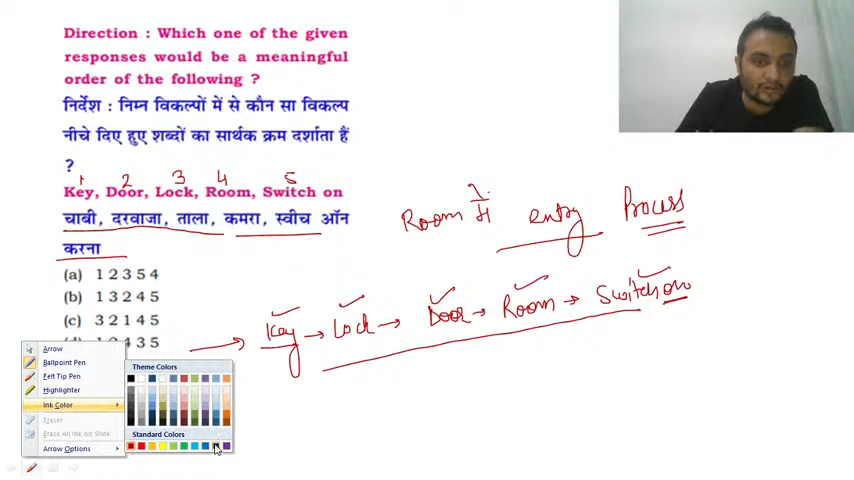 Direction : Which one of the given
responses would be a meaningful
order of the following ?
निर्देश : निम्न विकल्पों में से कौन सा विकल्प
नीचे दिए हुए शब्दों का सार्थक क्रम दर्शाता हैं
?
1 2 3 4 5
Key, Door, Lock, Room, Switch on
चाबी, दरवाजा, ताला, कमरा, स्वीच ऑन
करना
Room में entry Process
(a) 1 2 3 5 4
(b) 1 3 2 4 5
(c) 3 2 1 4 5
2 4 3 5
Key → Lock → Door → Room → Switch on
Arrow
Ballpoint Pen
Felt Tip Pen
Highlighter
Ink Color
Eraser
Erase All Ink on Slide
Arrow Options
Theme Colors
Standard Colors